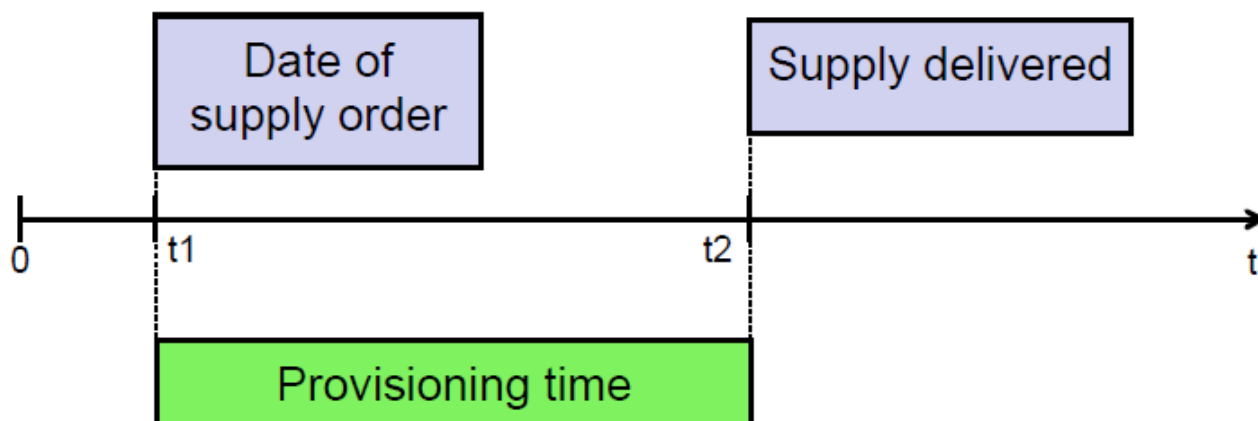 Date of
supply order
Supply delivered
0
t1
t2
t
Provisioning time